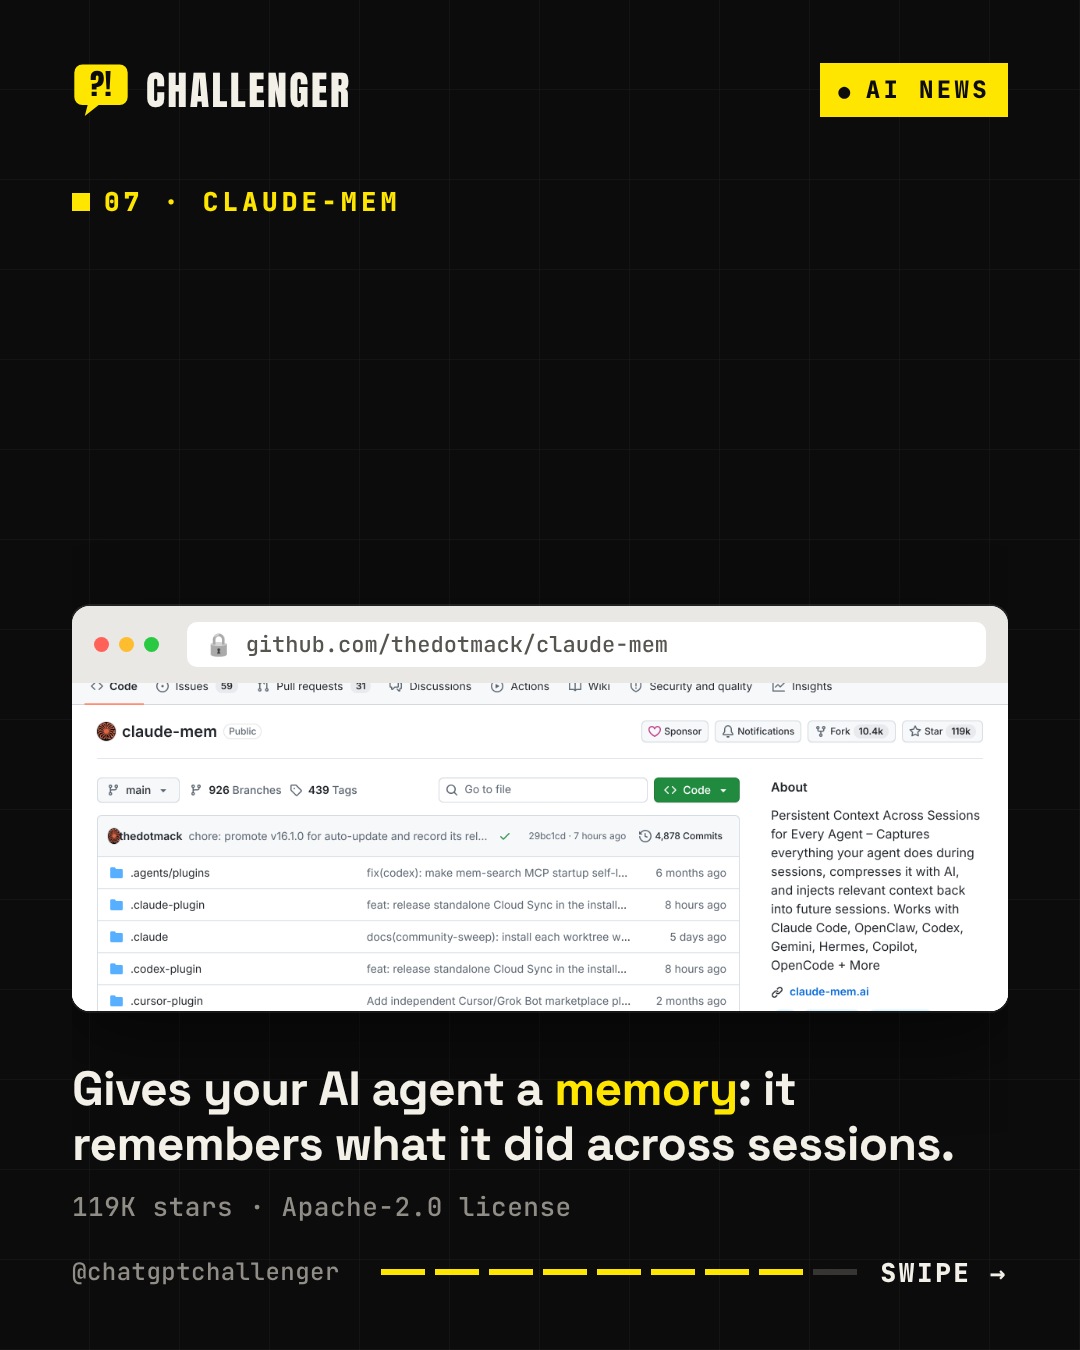 ?! CHALLENGER
● AI NEWS
07 · CLAUDE-MEM
github.com/thedotmack/claude-mem
Code Issues 59 Pull requests 31 Discussions Actions Wiki Security and quality Insights
claude-mem Public
Sponsor Notifications Fork 10.4k Star 119k
main 926 Branches 439 Tags
Go to file
Code
thedotmack chore: promote v16.1.0 for auto-update and record its rel... 29bc1cd · 7 hours ago 4,878 Commits
.agents/plugins fix(codex): make mem-search MCP startup self-l... 6 months ago
.claude-plugin feat: release standalone Cloud Sync in the install... 8 hours ago
.claude docs(community-sweep): install each worktree w... 5 days ago
.codex-plugin feat: release standalone Cloud Sync in the install... 8 hours ago
.cursor-plugin Add independent Cursor/Grok Bot marketplace pl... 2 months ago
About
Persistent Context Across Sessions
for Every Agent – Captures
everything your agent does during
sessions, compresses it with AI,
and injects relevant context back
into future sessions. Works with
Claude Code, OpenClaw, Codex,
Gemini, Hermes, Copilot,
OpenCode + More
claude-mem.ai
Gives your AI agent a memory: it
remembers what it did across sessions.
119K stars · Apache-2.0 license
@chatgptchallenger
SWIPE →